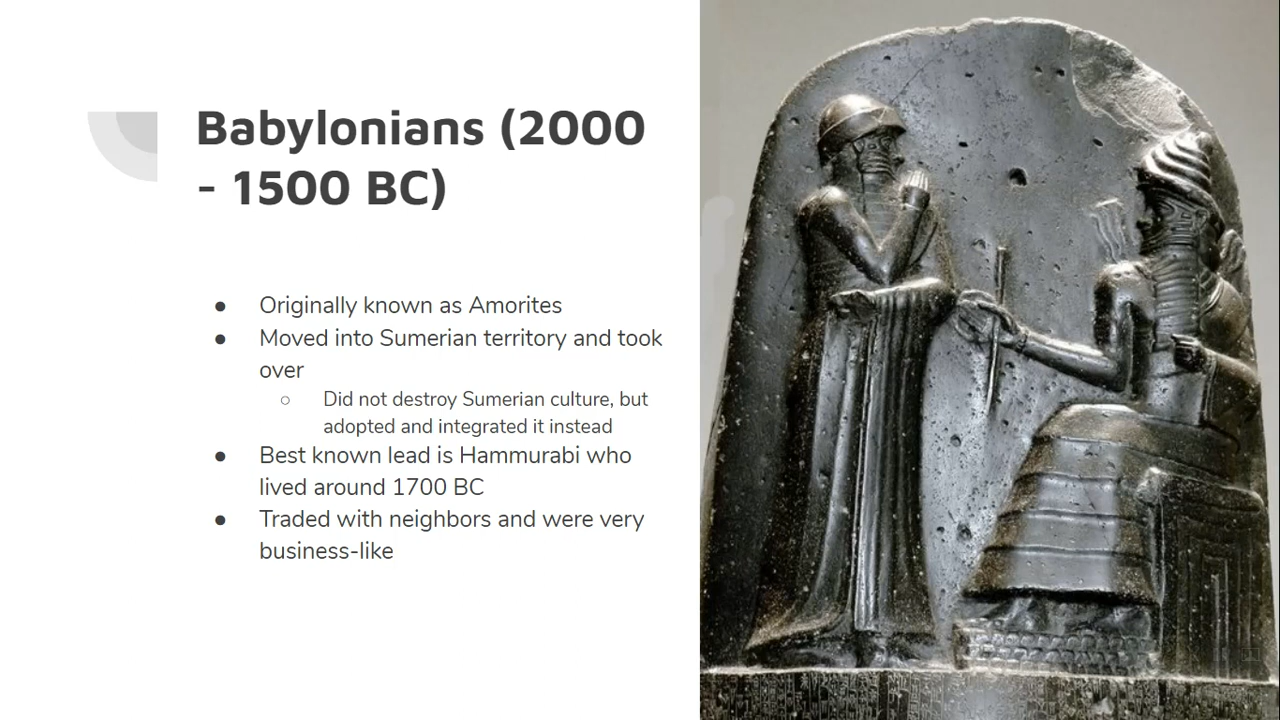 Babylonians (2000
- 1500 BC)
● Originally known as Amorites
● Moved into Sumerian territory and took
over
○ Did not destroy Sumerian culture, but
adopted and integrated it instead
● Best known lead is Hammurabi who
lived around 1700 BC
● Traded with neighbors and were very
business-like